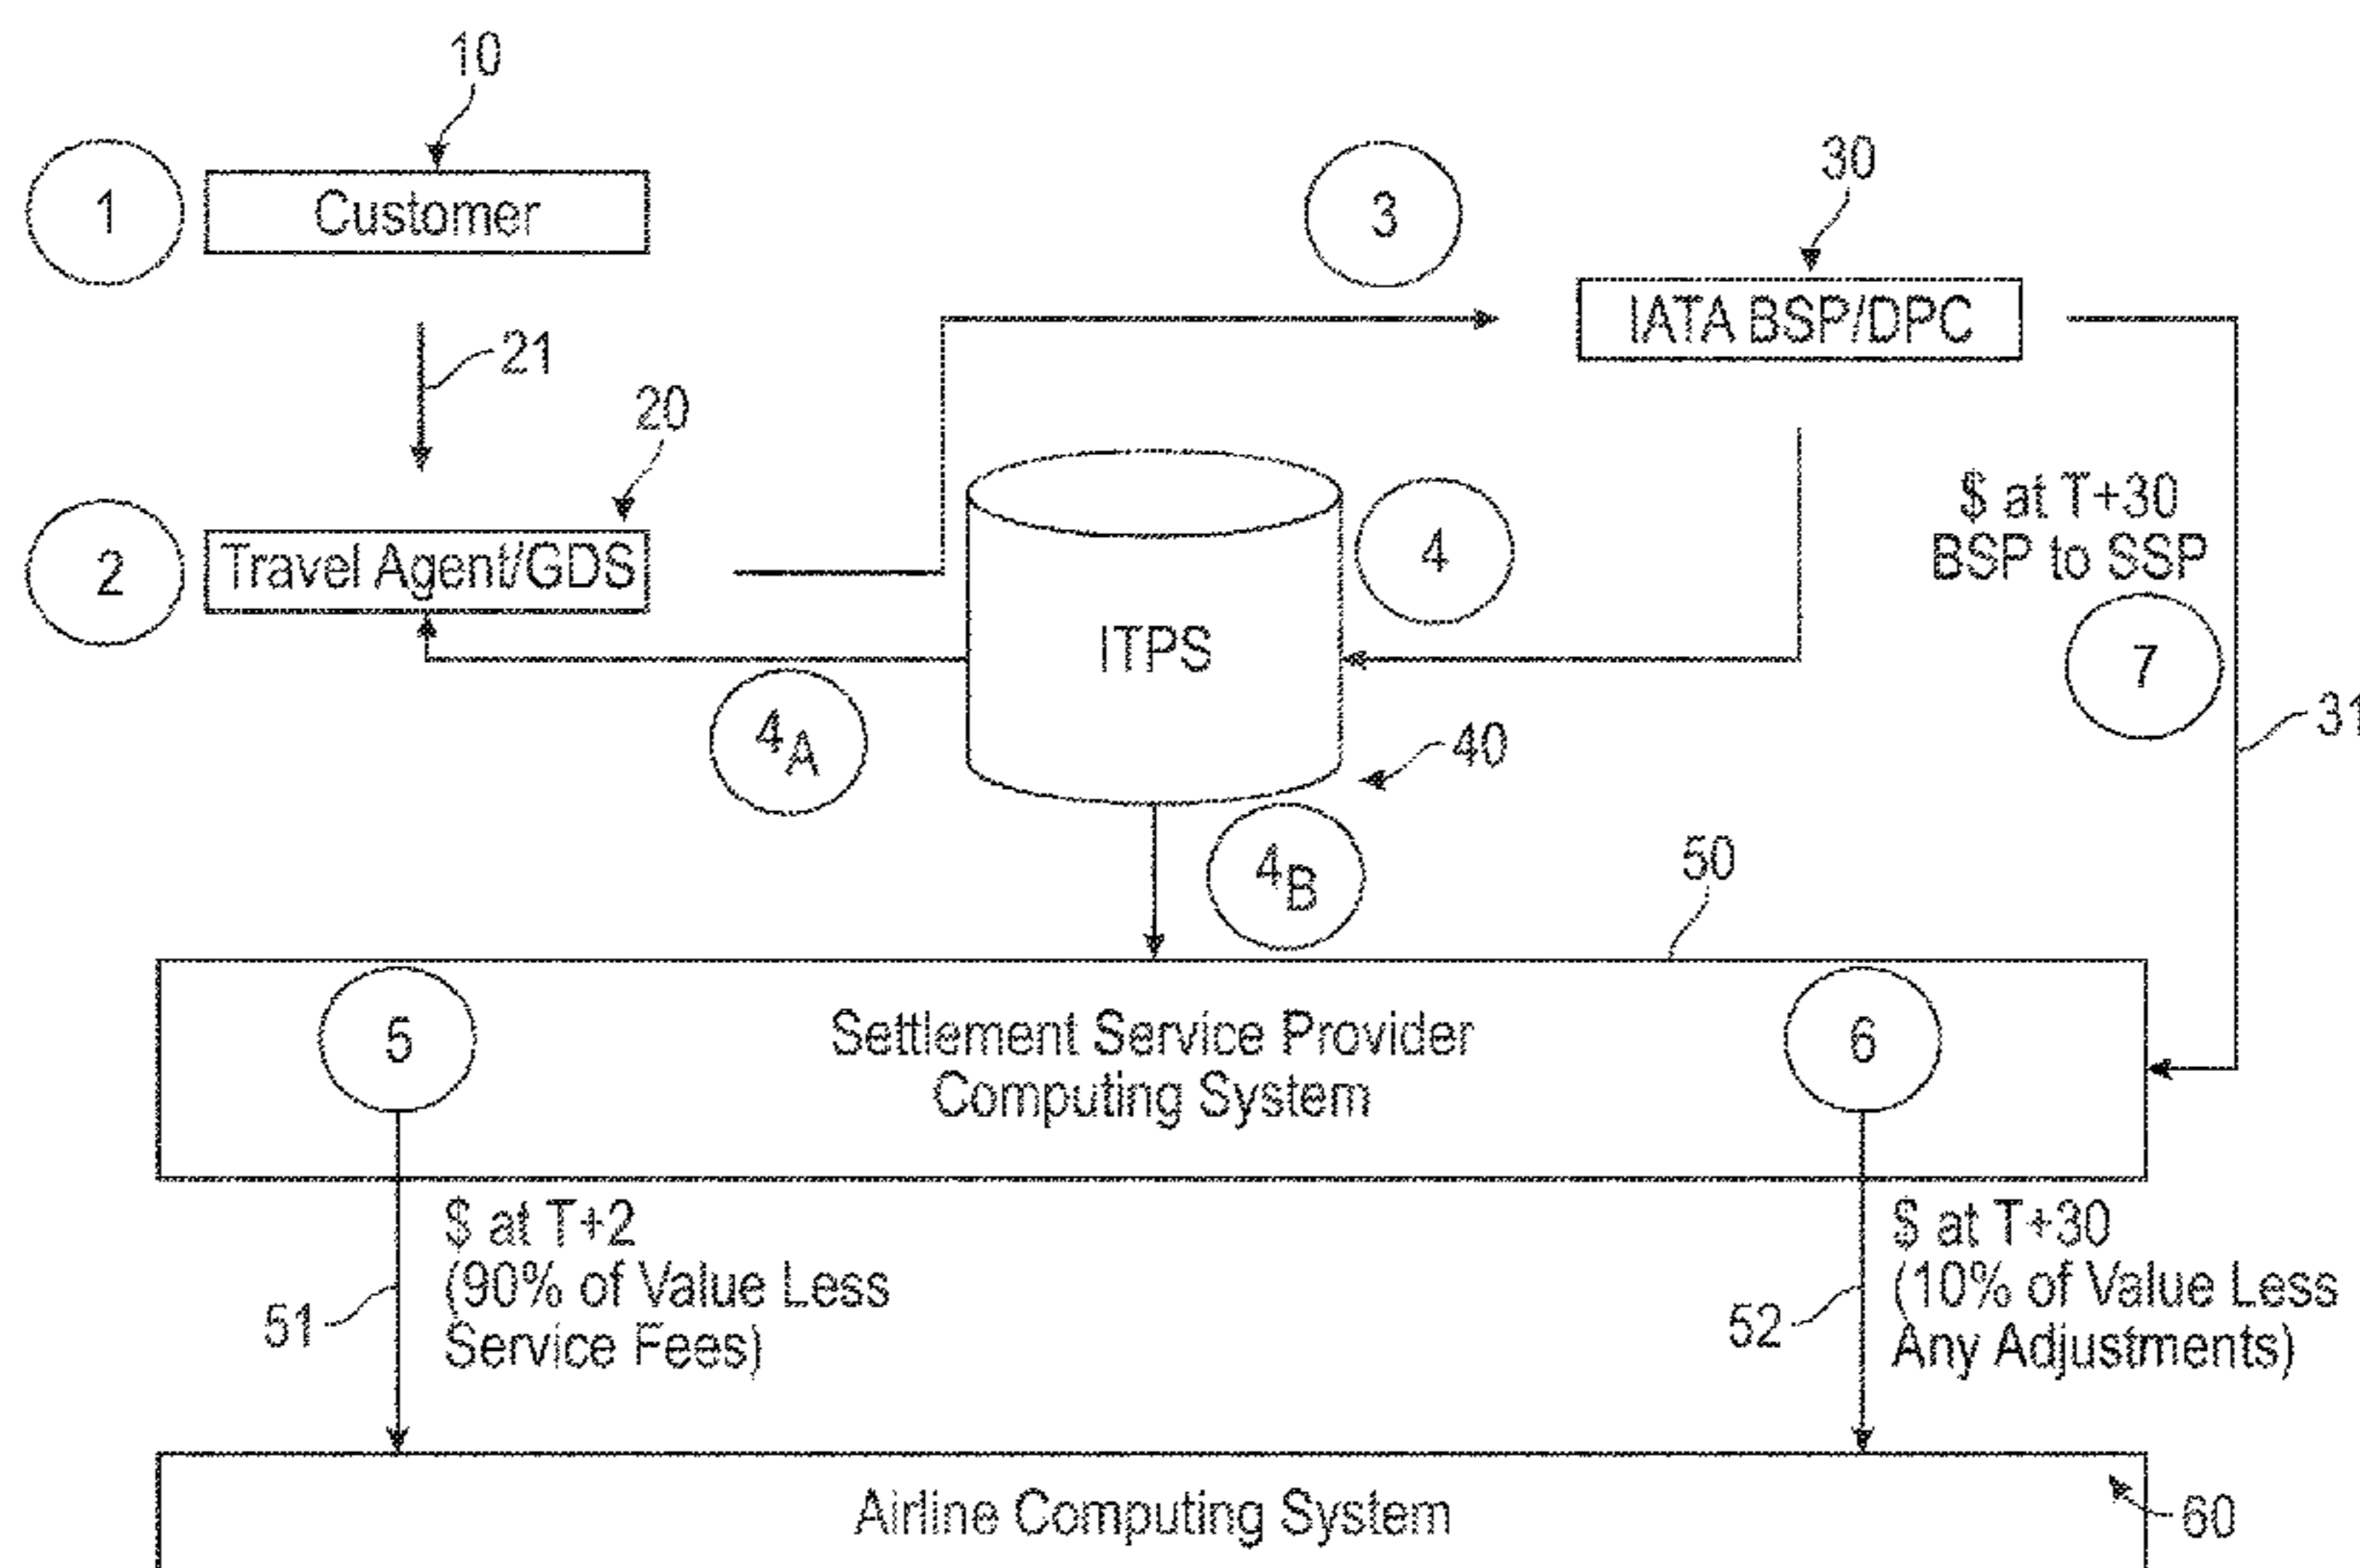 10
1
Customer
3
30
IATA BSP/DPC
21
20
2
Travel Agent/GDS
4
ITPS
$ at T+30
BSP to SSP
7
31
4A
40
4B
50
5
Settlement Service Provider
Computing System
6
51
$ at T+2
(90% of Value Less
Service Fees)
52
$ at T+30
(10% of Value Less
Any Adjustments)
Airline Computing System
60